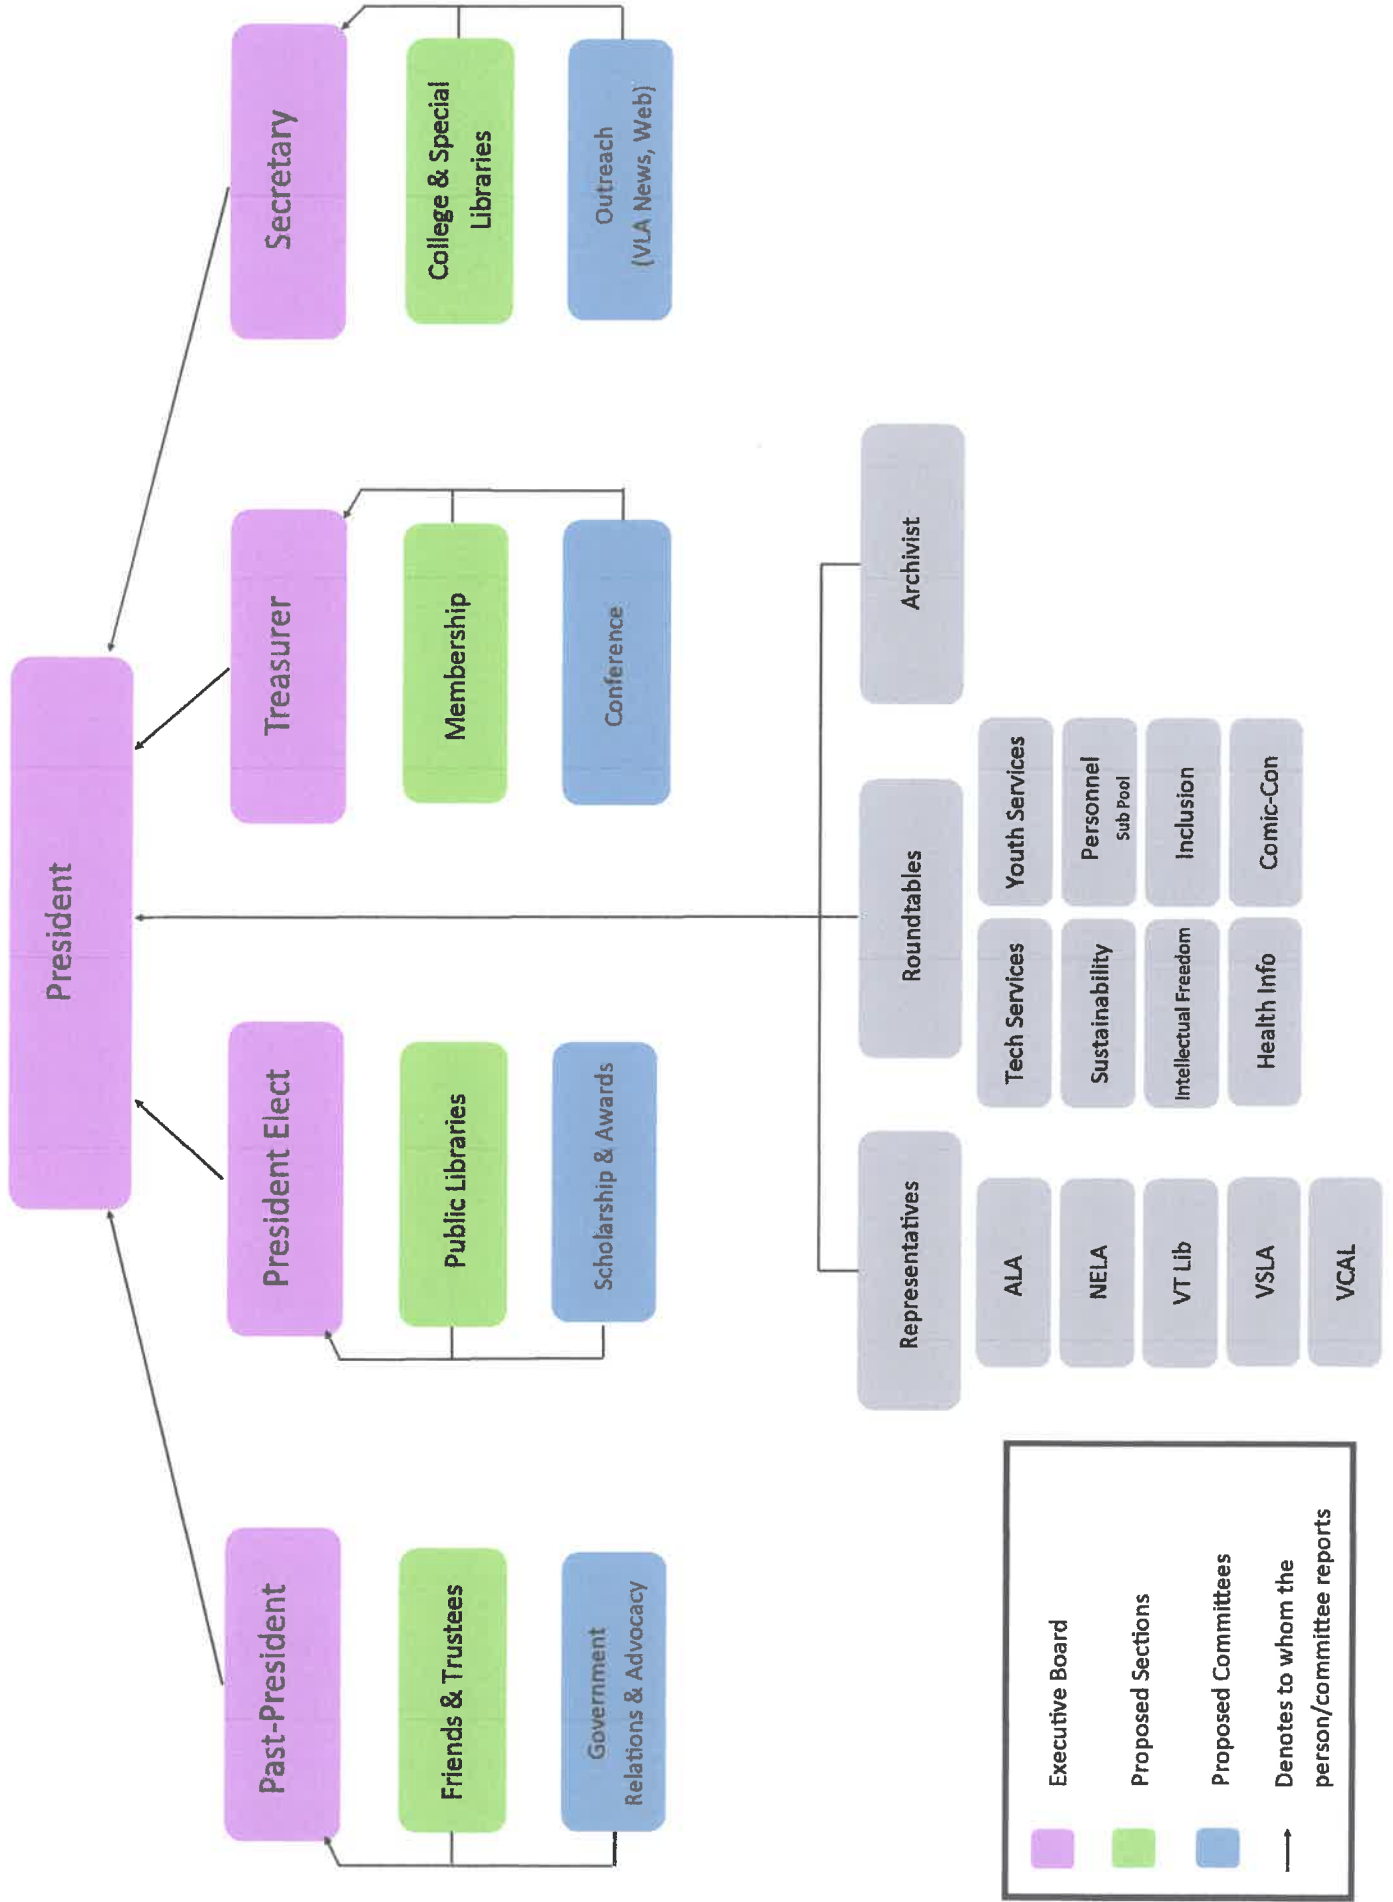 President
Past-President
President Elect
Treasurer
Secretary
Friends & Trustees
Public Libraries
Membership
College & Special
Libraries
Government
Relations & Advocacy
Scholarship & Awards
Conference
Outreach
(VLA News, Web)
Representatives
Roundtables
Archivist
ALA
NELA
VT Lib
VSLA
VCAL
Tech Services
Youth Services
Sustainability
Personnel
Sub Pool
Intellectual Freedom
Inclusion
Health Info
Comic-Con
Executive Board
Proposed Sections
Proposed Committees
Denotes to whom the
person/committee reports